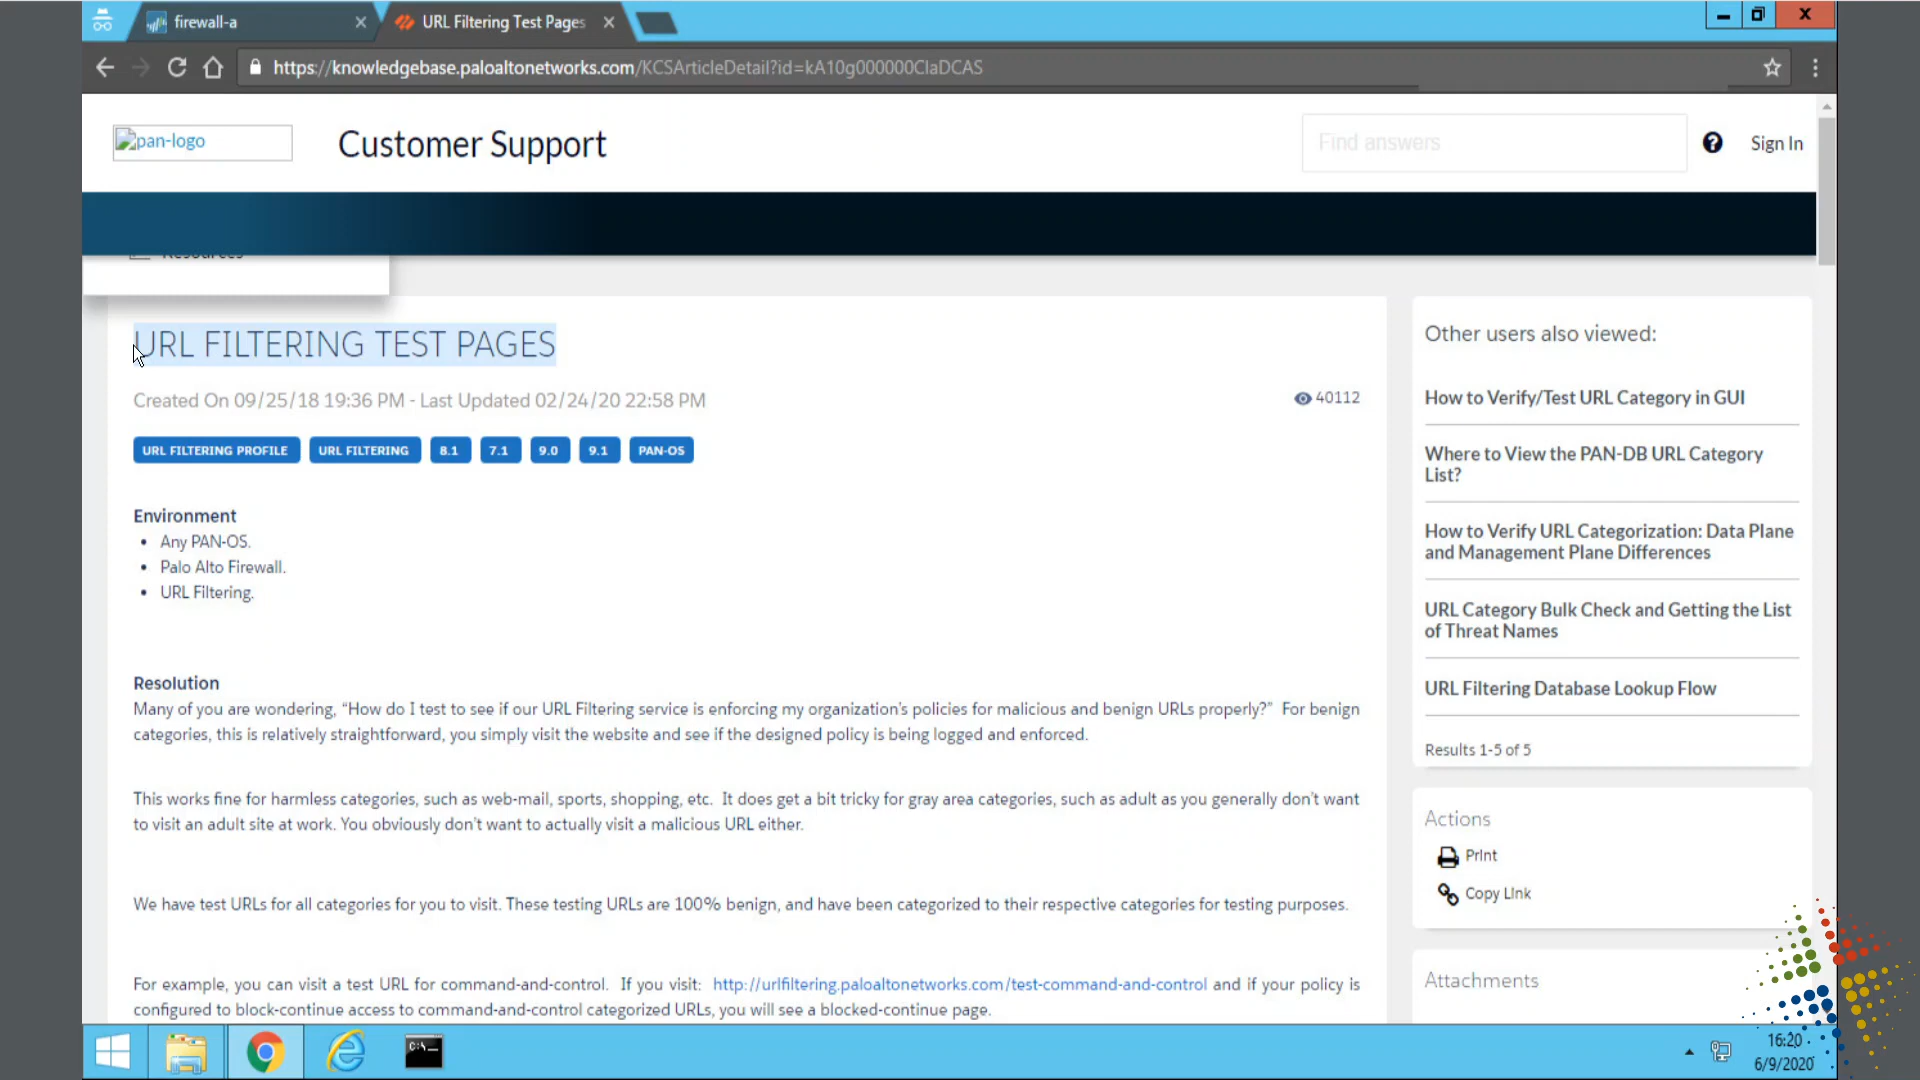 firewall-a
URL Filtering Test Pages
https://knowledgebase.paloaltonetworks.com/KCSArticleDetail?id=kA10g000000ClaDCAS
pan-logo
Customer Support
Find answers
Sign In
Resources
URL FILTERING TEST PAGES
Created On 09/25/18 19:36 PM - Last Updated 02/24/20 22:58 PM
40112
URL FILTERING PROFILE
URL FILTERING
8.1
7.1
9.0
9.1
PAN-OS
Environment
• Any PAN-OS.
• Palo Alto Firewall.
• URL Filtering.
Resolution
Many of you are wondering, “How do I test to see if our URL Filtering service is enforcing my organization’s policies for malicious and benign URLs properly?” For benign
categories, this is relatively straightforward, you simply visit the website and see if the designed policy is being logged and enforced.
This works fine for harmless categories, such as web-mail, sports, shopping, etc. It does get a bit tricky for gray area categories, such as adult as you generally don’t want
to visit an adult site at work. You obviously don’t want to actually visit a malicious URL either.
We have test URLs for all categories for you to visit. These testing URLs are 100% benign, and have been categorized to their respective categories for testing purposes.
For example, you can visit a test URL for command-and-control. If you visit: http://urlfiltering.paloaltonetworks.com/test-command-and-control and if your policy is
configured to block-continue access to command-and-control categorized URLs, you will see a blocked-continue page.
Other users also viewed:
How to Verify/Test URL Category in GUI
Where to View the PAN-DB URL Category
List?
How to Verify URL Categorization: Data Plane
and Management Plane Differences
URL Category Bulk Check and Getting the List
of Threat Names
URL Filtering Database Lookup Flow
Results 1-5 of 5
Actions
Print
Copy Link
Attachments
C:\
16:20
6/9/2020